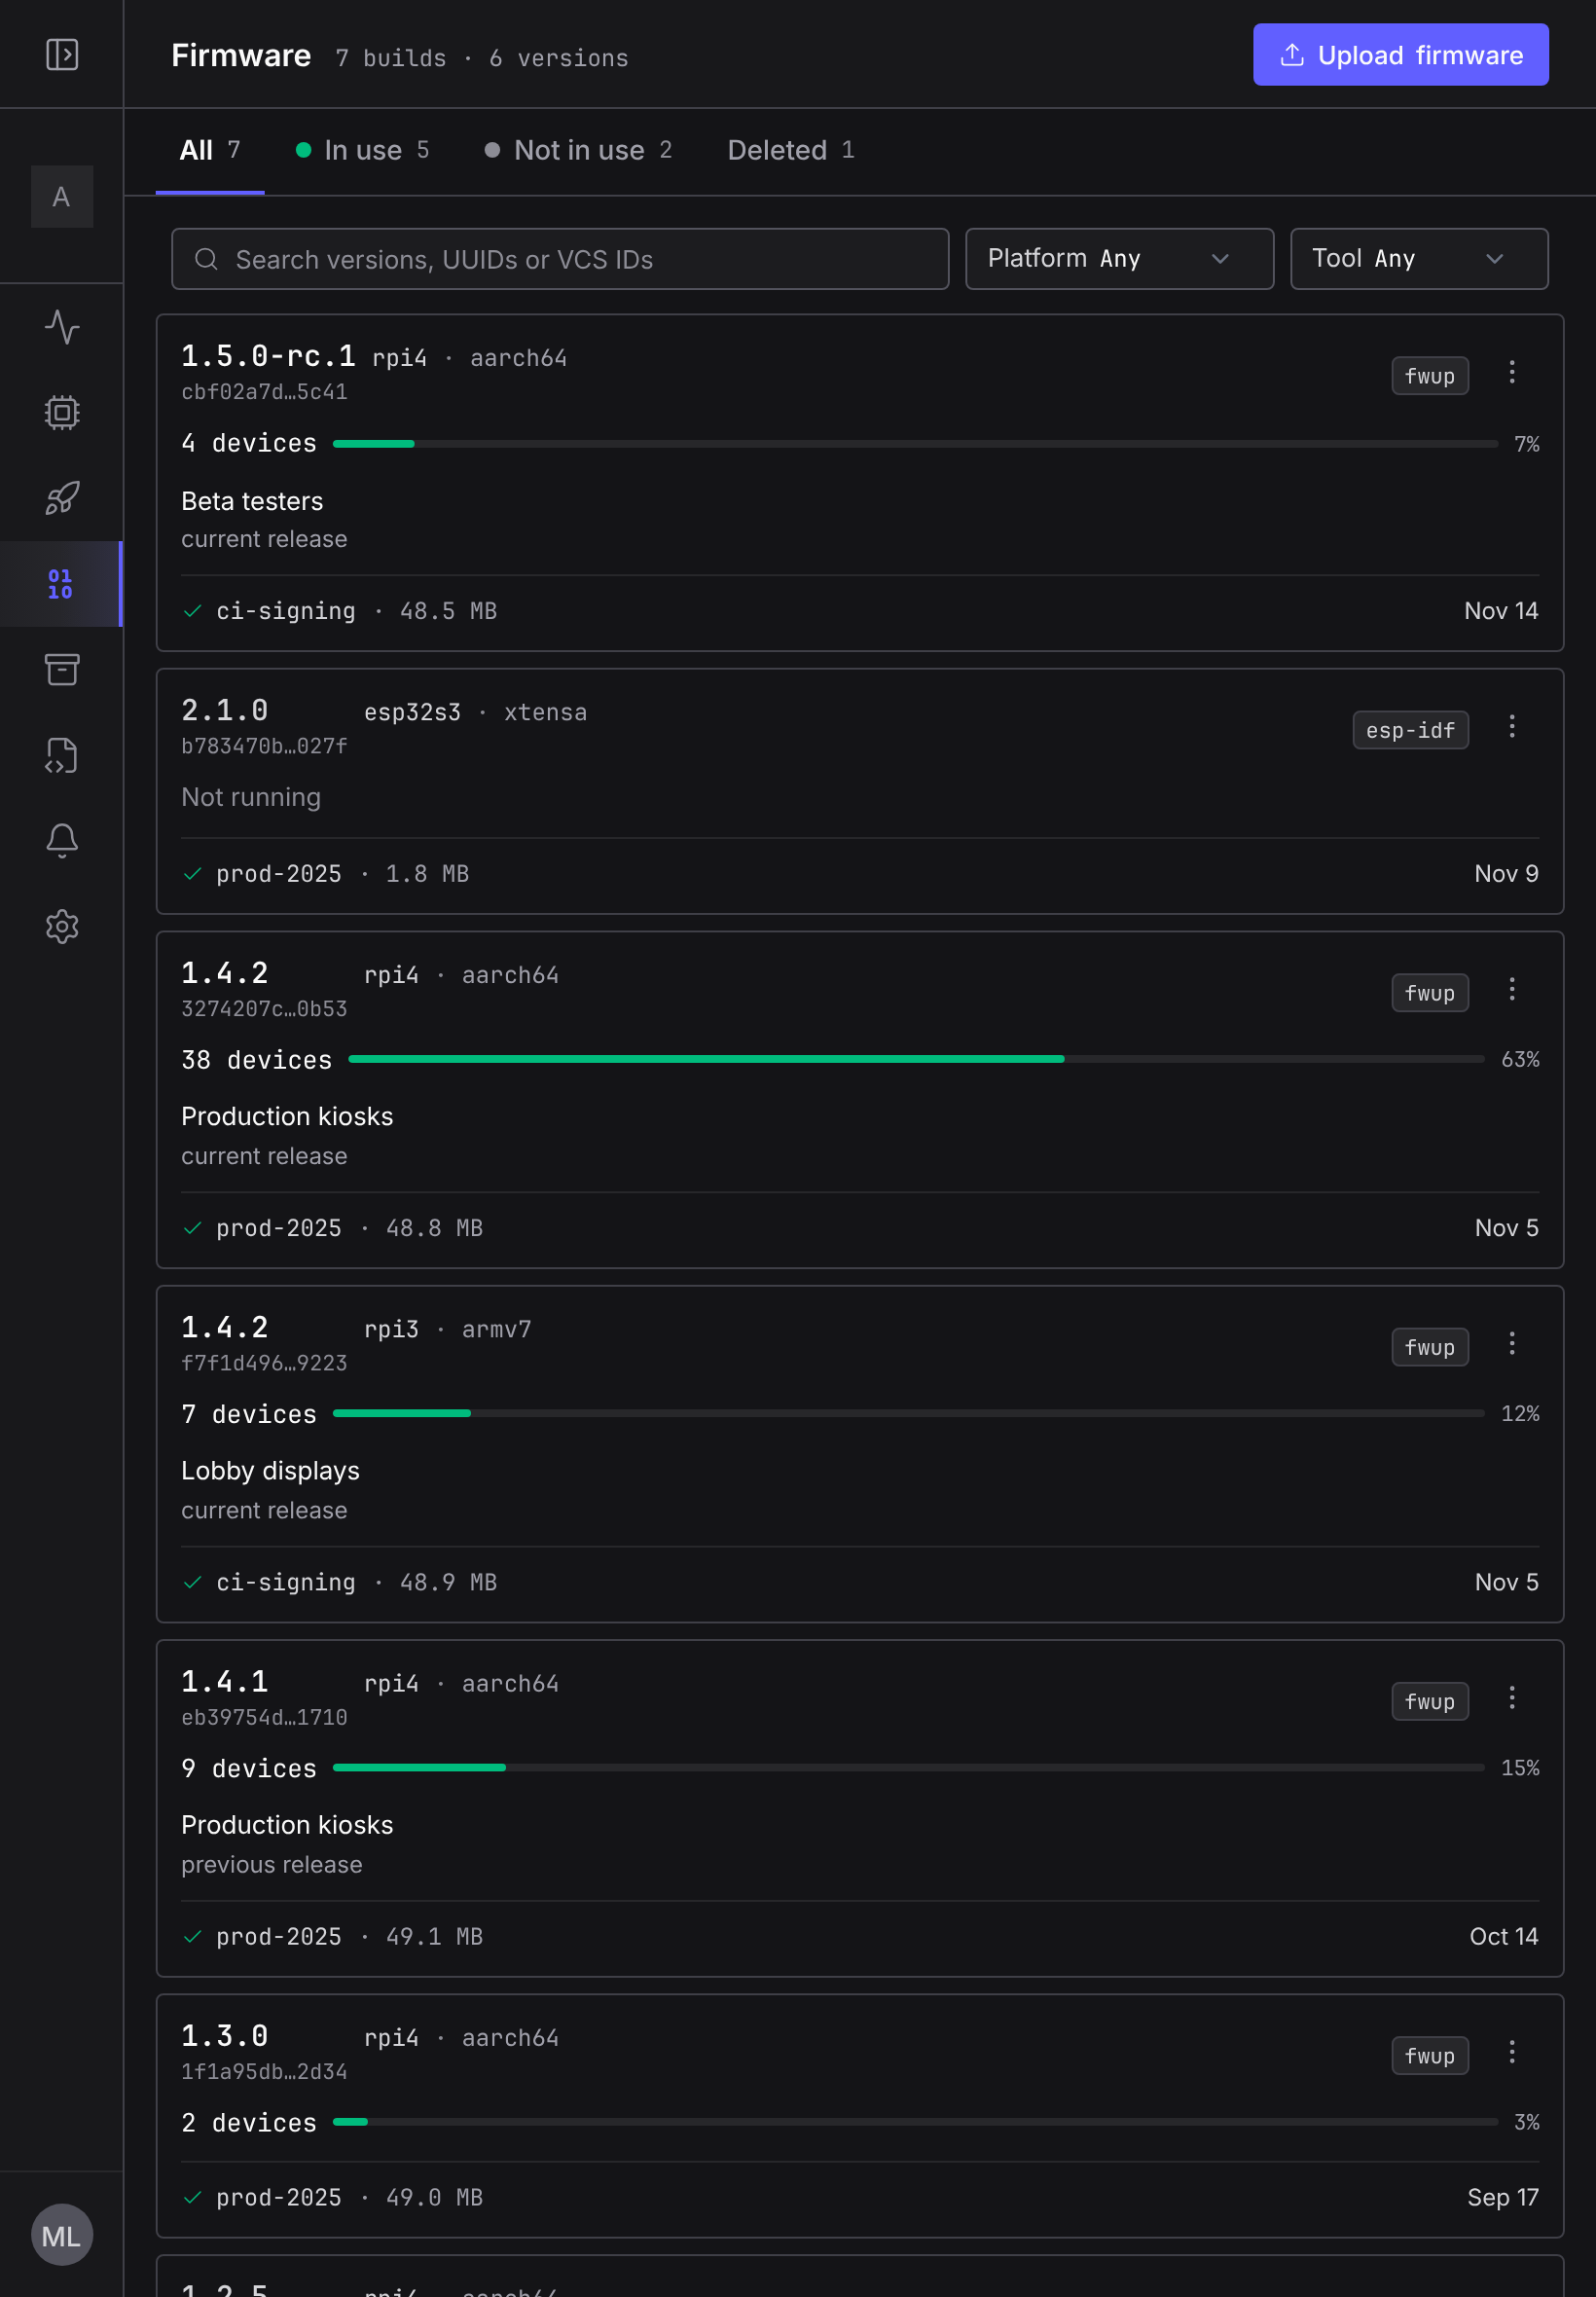 Firmware 7 builds · 6 versions
Upload firmware
All 7 In use 5 Not in use 2 Deleted 1
A
Search versions, UUIDs or VCS IDs
Platform Any
Tool Any
1.5.0-rc.1 rpi4 · aarch64
fwup
cbf02a7d…5c41
4 devices 7%
Beta testers
current release
ci-signing · 48.5 MB Nov 14
01
10
2.1.0 esp32s3 · xtensa
esp-idf
b783470b…027f
Not running
prod-2025 · 1.8 MB Nov 9
1.4.2 rpi4 · aarch64
fwup
3274207c…0b53
38 devices 63%
Production kiosks
current release
prod-2025 · 48.8 MB Nov 5
1.4.2 rpi3 · armv7
fwup
f7f1d496…9223
7 devices 12%
Lobby displays
current release
ci-signing · 48.9 MB Nov 5
1.4.1 rpi4 · aarch64
fwup
eb39754d…1710
9 devices 15%
Production kiosks
previous release
prod-2025 · 49.1 MB Oct 14
1.3.0 rpi4 · aarch64
fwup
1f1a95db…2d34
2 devices 3%
prod-2025 · 49.0 MB Sep 17
ML
1.2.5 rpi4 · aarch64